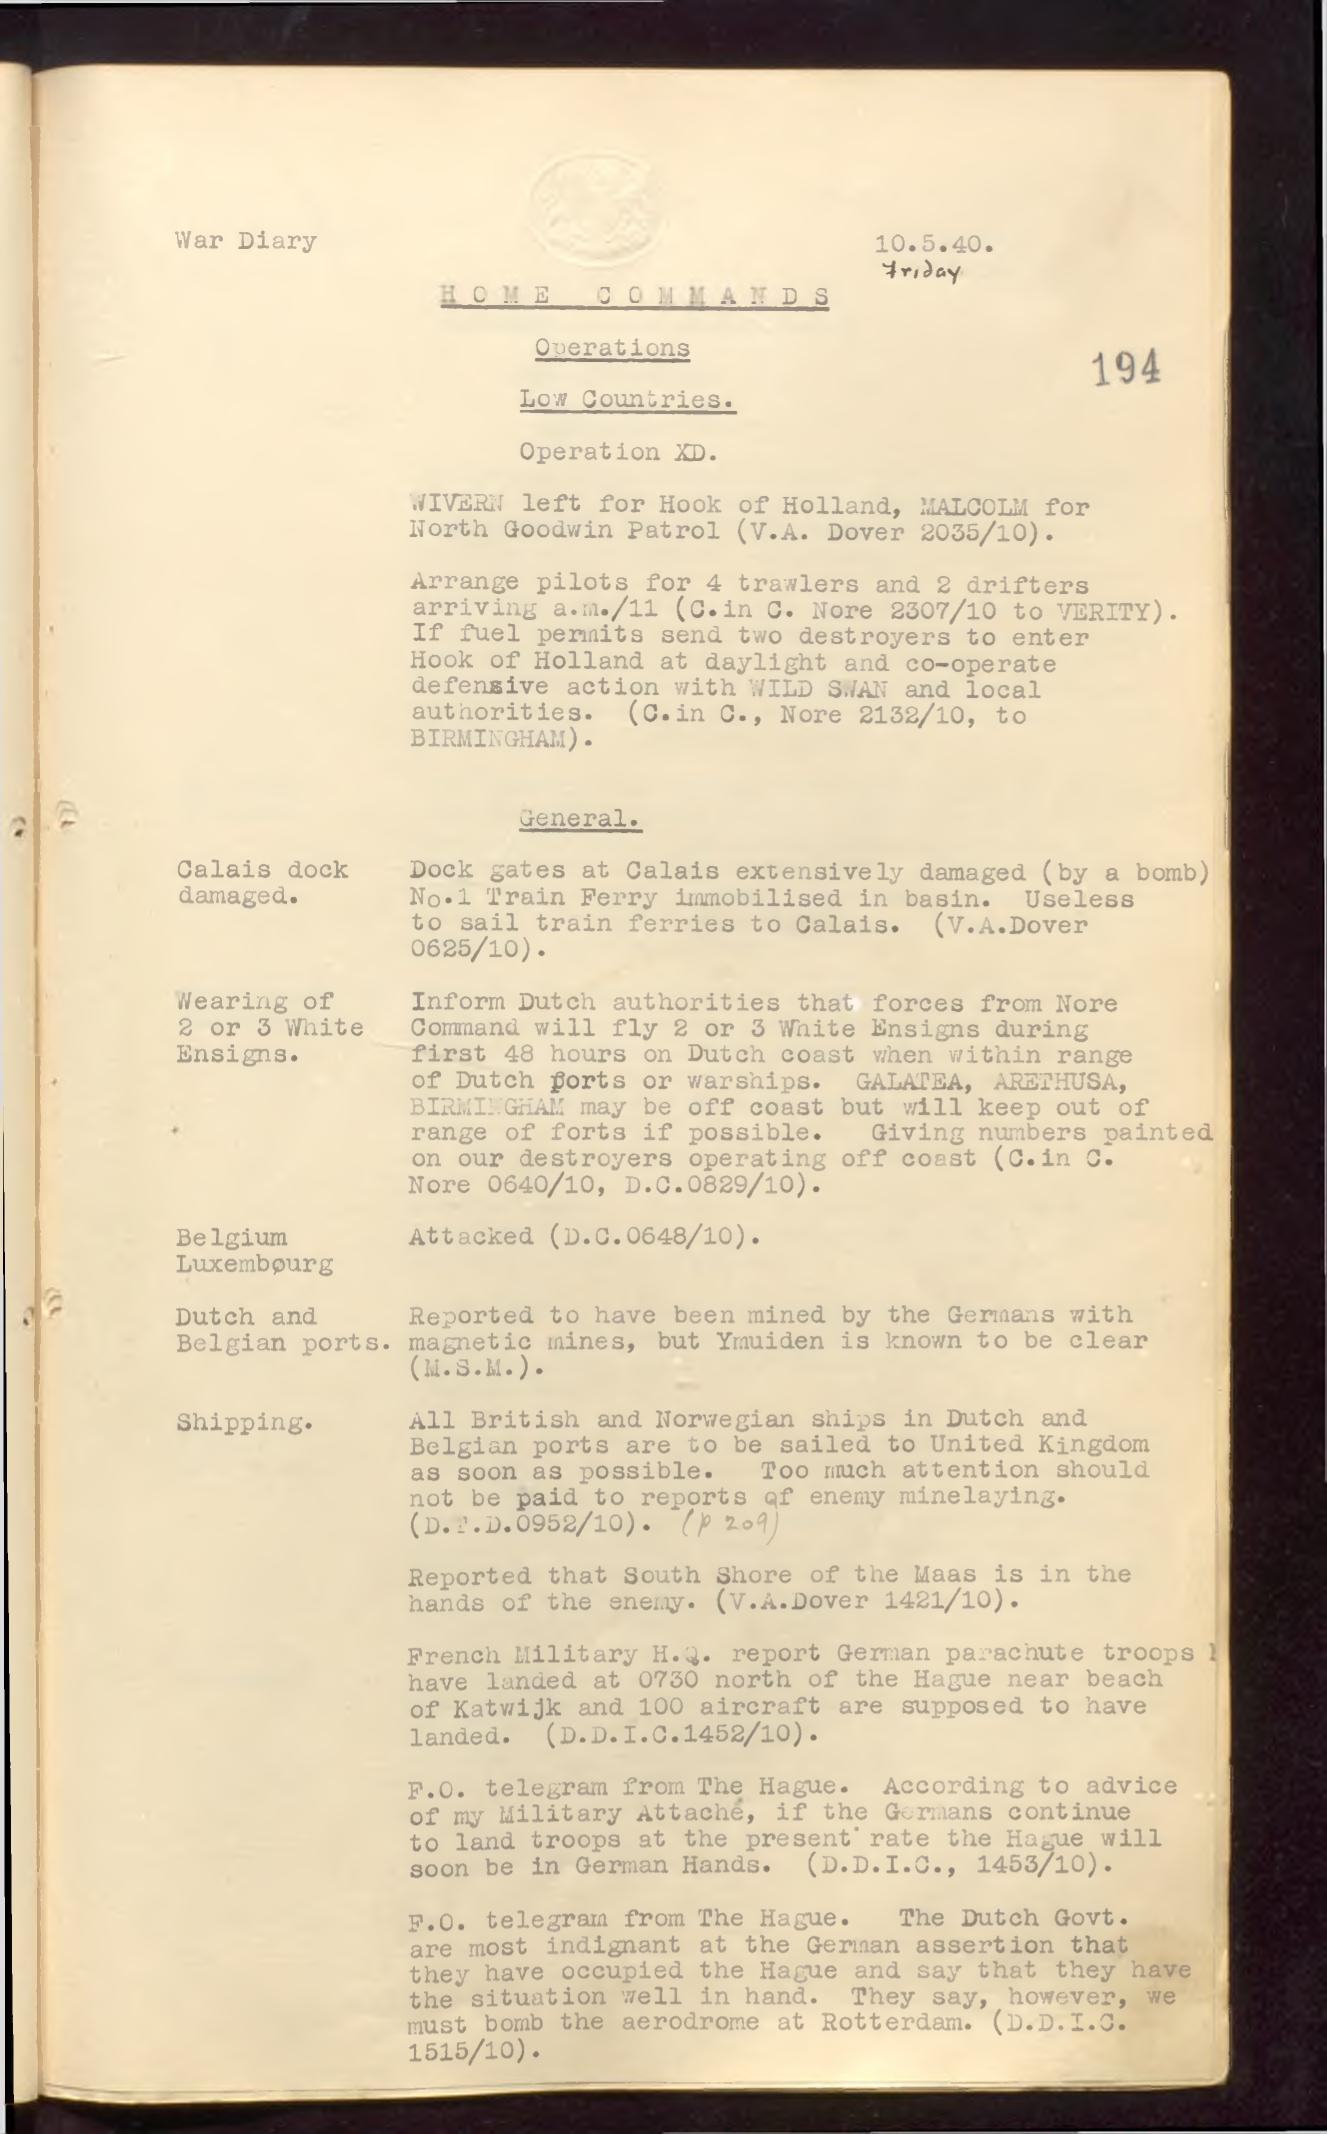 War Diary
10.5.40.
Friday
HOME COMMANDS
Operations
194
Low Countries.
Operation XD.
WIVERN left for Hook of Holland, MALCOLM for
North Goodwin Patrol (V.A. Dover 2035/10).
Arrange pilots for 4 trawlers and 2 drifters
arriving a.m./11 (C.in C. Nore 2307/10 to VERITY).
If fuel permits send two destroyers to enter
Hook of Holland at daylight and co-operate
defensive action with WILD SWAN and local
authorities. (C.in C., Nore 2132/10, to
BIRMINGHAM).
General.
Calais dock
damaged.
Dock gates at Calais extensively damaged (by a bomb)
No.1 Train Ferry immobilised in basin. Useless
to sail train ferries to Calais. (V.A.Dover
0625/10).
Wearing of
2 or 3 White
Ensigns.
Inform Dutch authorities that forces from Nore
Command will fly 2 or 3 White Ensigns during
first 48 hours on Dutch coast when within range
of Dutch forts or warships. GALATEA, ARETHUSA,
BIRMINGHAM may be off coast but will keep out of
range of forts if possible. Giving numbers painted
on our destroyers operating off coast (C.in C.
Nore 0640/10, D.C.0829/10).
Belgium
Luxembourg
Attacked (D.C.0648/10).
Dutch and
Belgian ports.
Reported to have been mined by the Germans with
magnetic mines, but Ymuiden is known to be clear
(M.S.M.).
Shipping.
All British and Norwegian ships in Dutch and
Belgian ports are to be sailed to United Kingdom
as soon as possible. Too much attention should
not be paid to reports of enemy minelaying.
(D.T.D.0952/10). (p 209)
Reported that South Shore of the Maas is in the
hands of the enemy. (V.A.Dover 1421/10).
French Military H.Q. report German parachute troops
have landed at 0730 north of the Hague near beach
of Katwijk and 100 aircraft are supposed to have
landed. (D.D.I.C.1452/10).
F.O. telegram from The Hague. According to advice
of my Military Attaché, if the Germans continue
to land troops at the present rate the Hague will
soon be in German Hands. (D.D.I.C., 1453/10).
F.O. telegram from The Hague. The Dutch Govt.
are most indignant at the German assertion that
they have occupied the Hague and say that they have
the situation well in hand. They say, however, we
must bomb the aerodrome at Rotterdam. (D.D.I.C.
1515/10).